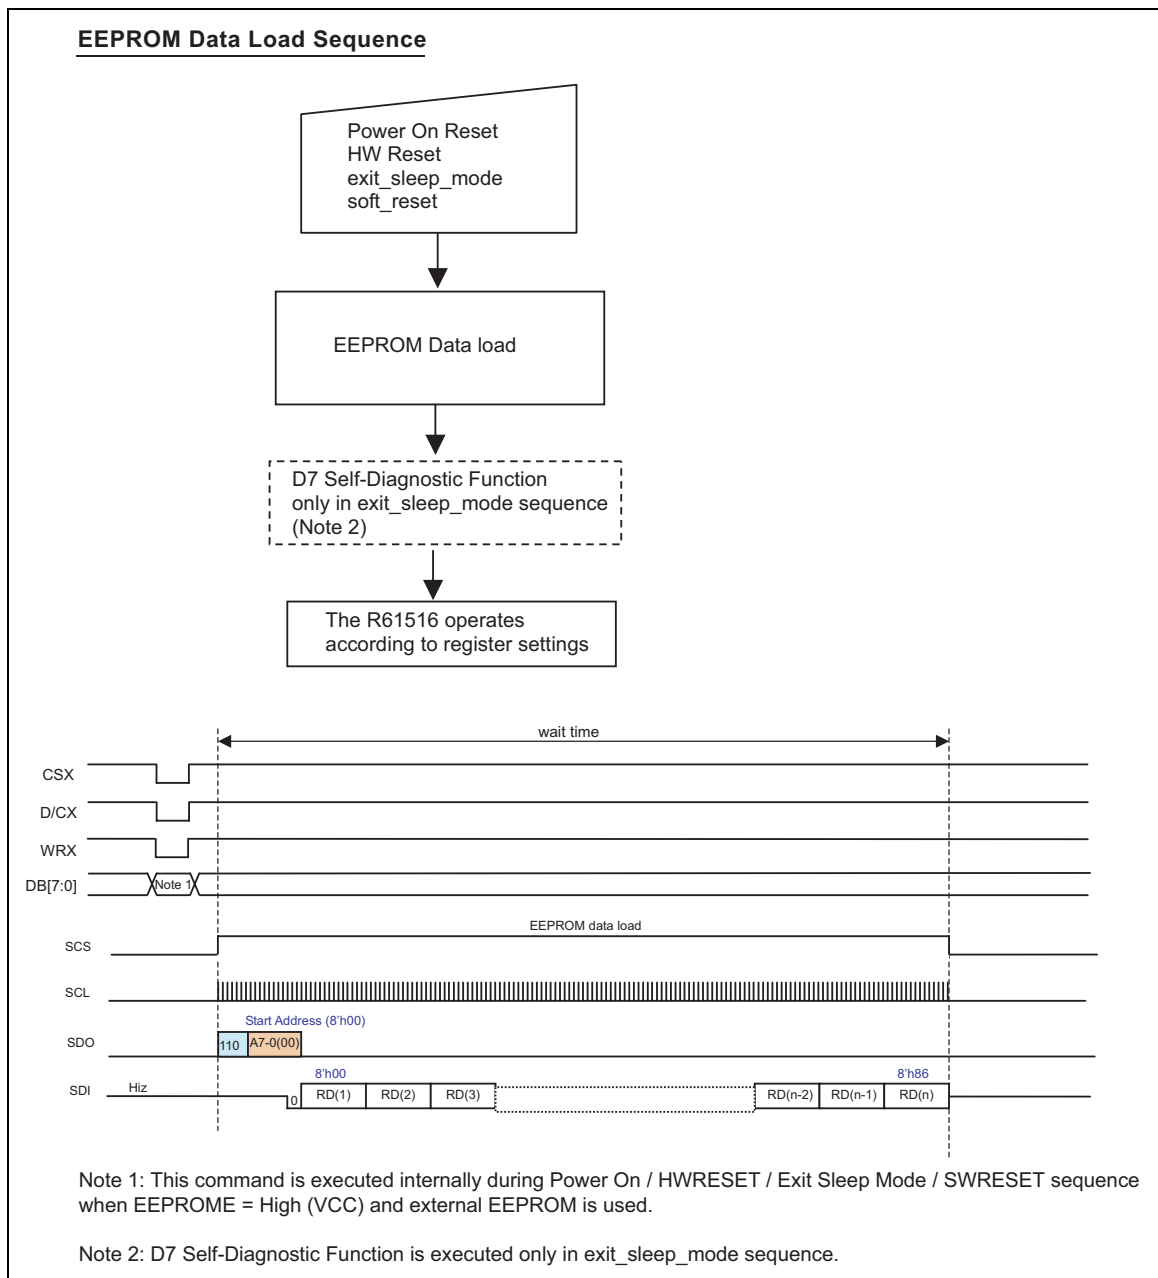 EEPROM Data Load Sequence
Power On Reset
HW Reset
exit_sleep_mode
soft_reset
EEPROM Data load
D7 Self-Diagnostic Function
only in exit_sleep_mode sequence
(Note 2)
The R61516 operates
according to register settings
wait time
CSX
D/CX
WRX
DB[7:0] Note 1
EEPROM data load
SCS
SCL
Start Address (8'h00)
SDO 110 A7-0(00)
8'h00 8'h86
SDI Hiz 0 RD(1) RD(2) RD(3) RD(n-2) RD(n-1) RD(n)
Note 1: This command is executed internally during Power On / HWRESET / Exit Sleep Mode / SWRESET sequence
when EEPROME = High (VCC) and external EEPROM is used.
Note 2: D7 Self-Diagnostic Function is executed only in exit_sleep_mode sequence.